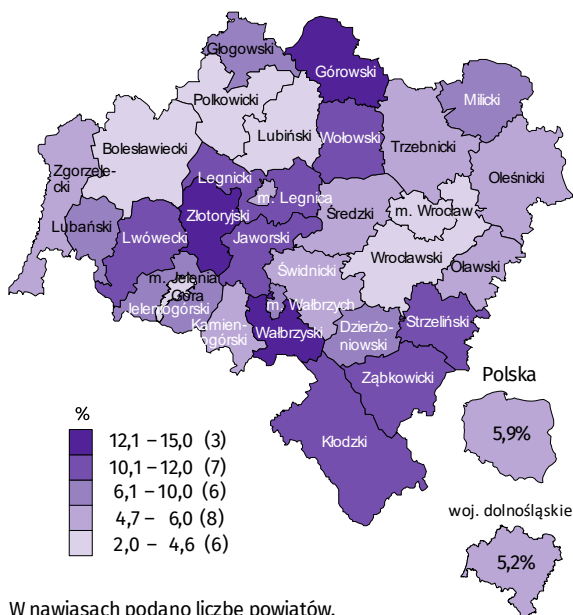 Głogowski
Górowski
Milicki
Polkowicki
Lubiński
Wołowski
Trzebnicki
Bolesławiecki
Zgorzele-
cki
Legnicki
m. Legnica
Oleśnicki
Złotoryjski
Średzki
m. Wrocław
Lubański
Lwówecki
Jaworski
Wrocławski
Oławski
m. Jelenia
Góra
Świdnicki
Jeleniogórski
m. Wałbrzych
Kamien-
nogórski
Wałbrzyski
Dzierżo-
niowski
Strzeliński
Ząbkowicki
Kłodzki
Polska
5,9%
%
12,1 – 15,0 (3)
10,1 – 12,0 (7)
6,1 – 10,0 (6)
4,7 – 6,0 (8)
2,0 – 4,6 (6)
woj. dolnośląskie
5,2%
W nawiasach podano liczbę powiatów.